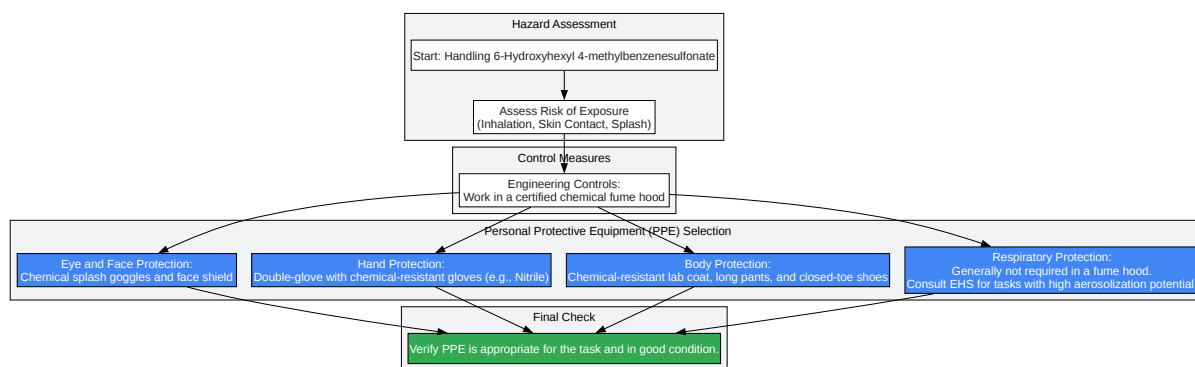 Hazard Assessment
Start: Handling 6-Hydroxyhexyl 4-methylbenzenesulfonate
Assess Risk of Exposure
(Inhalation, Skin Contact, Splash)
Control Measures
Engineering Controls:
Work in a certified chemical fume hood
Personal Protective Equipment (PPE) Selection
Eye and Face Protection:
Chemical splash goggles and face shield
Hand Protection:
Double-glove with chemical-resistant gloves (e.g., Nitrile)
Body Protection:
Chemical-resistant lab coat, long pants, and closed-toe shoes
Respiratory Protection:
Generally not required in a fume hood.
Consult EHS for tasks with high aerosolization potential.
Final Check
Verify PPE is appropriate for the task and in good condition.